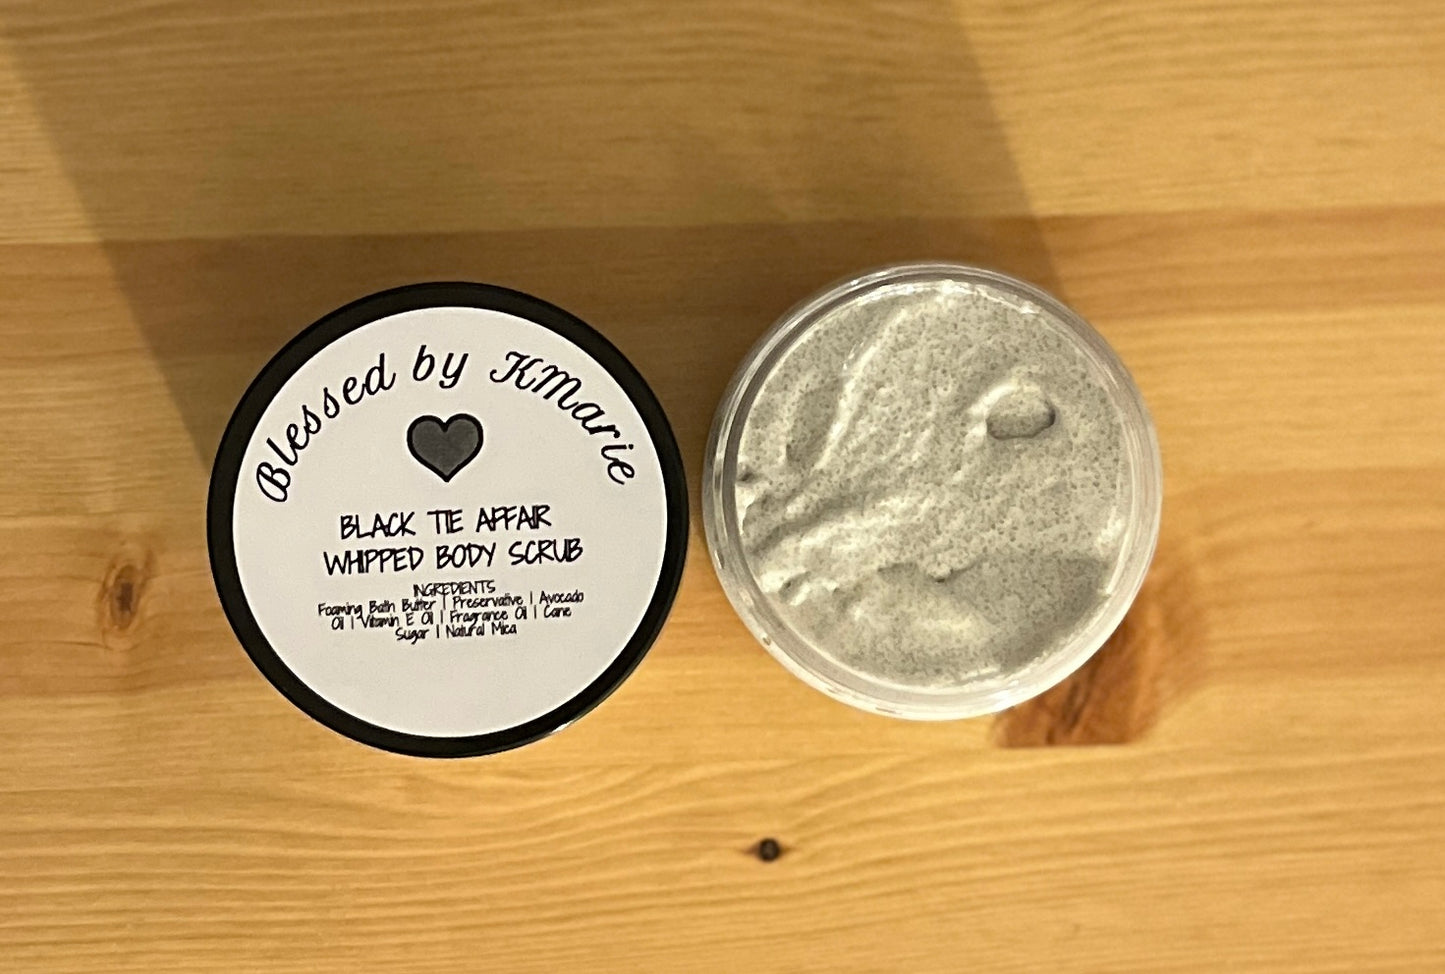 Blessed by KMarie
BLACK TIE AFFAIR
WHIPPED BODY SCRUB
INGREDIENTS
Foaming Bath Butter | Preservative | Avocado
Oil | Vitamin E Oil | Fragrance Oil | Cane
Sugar | Natural Mica